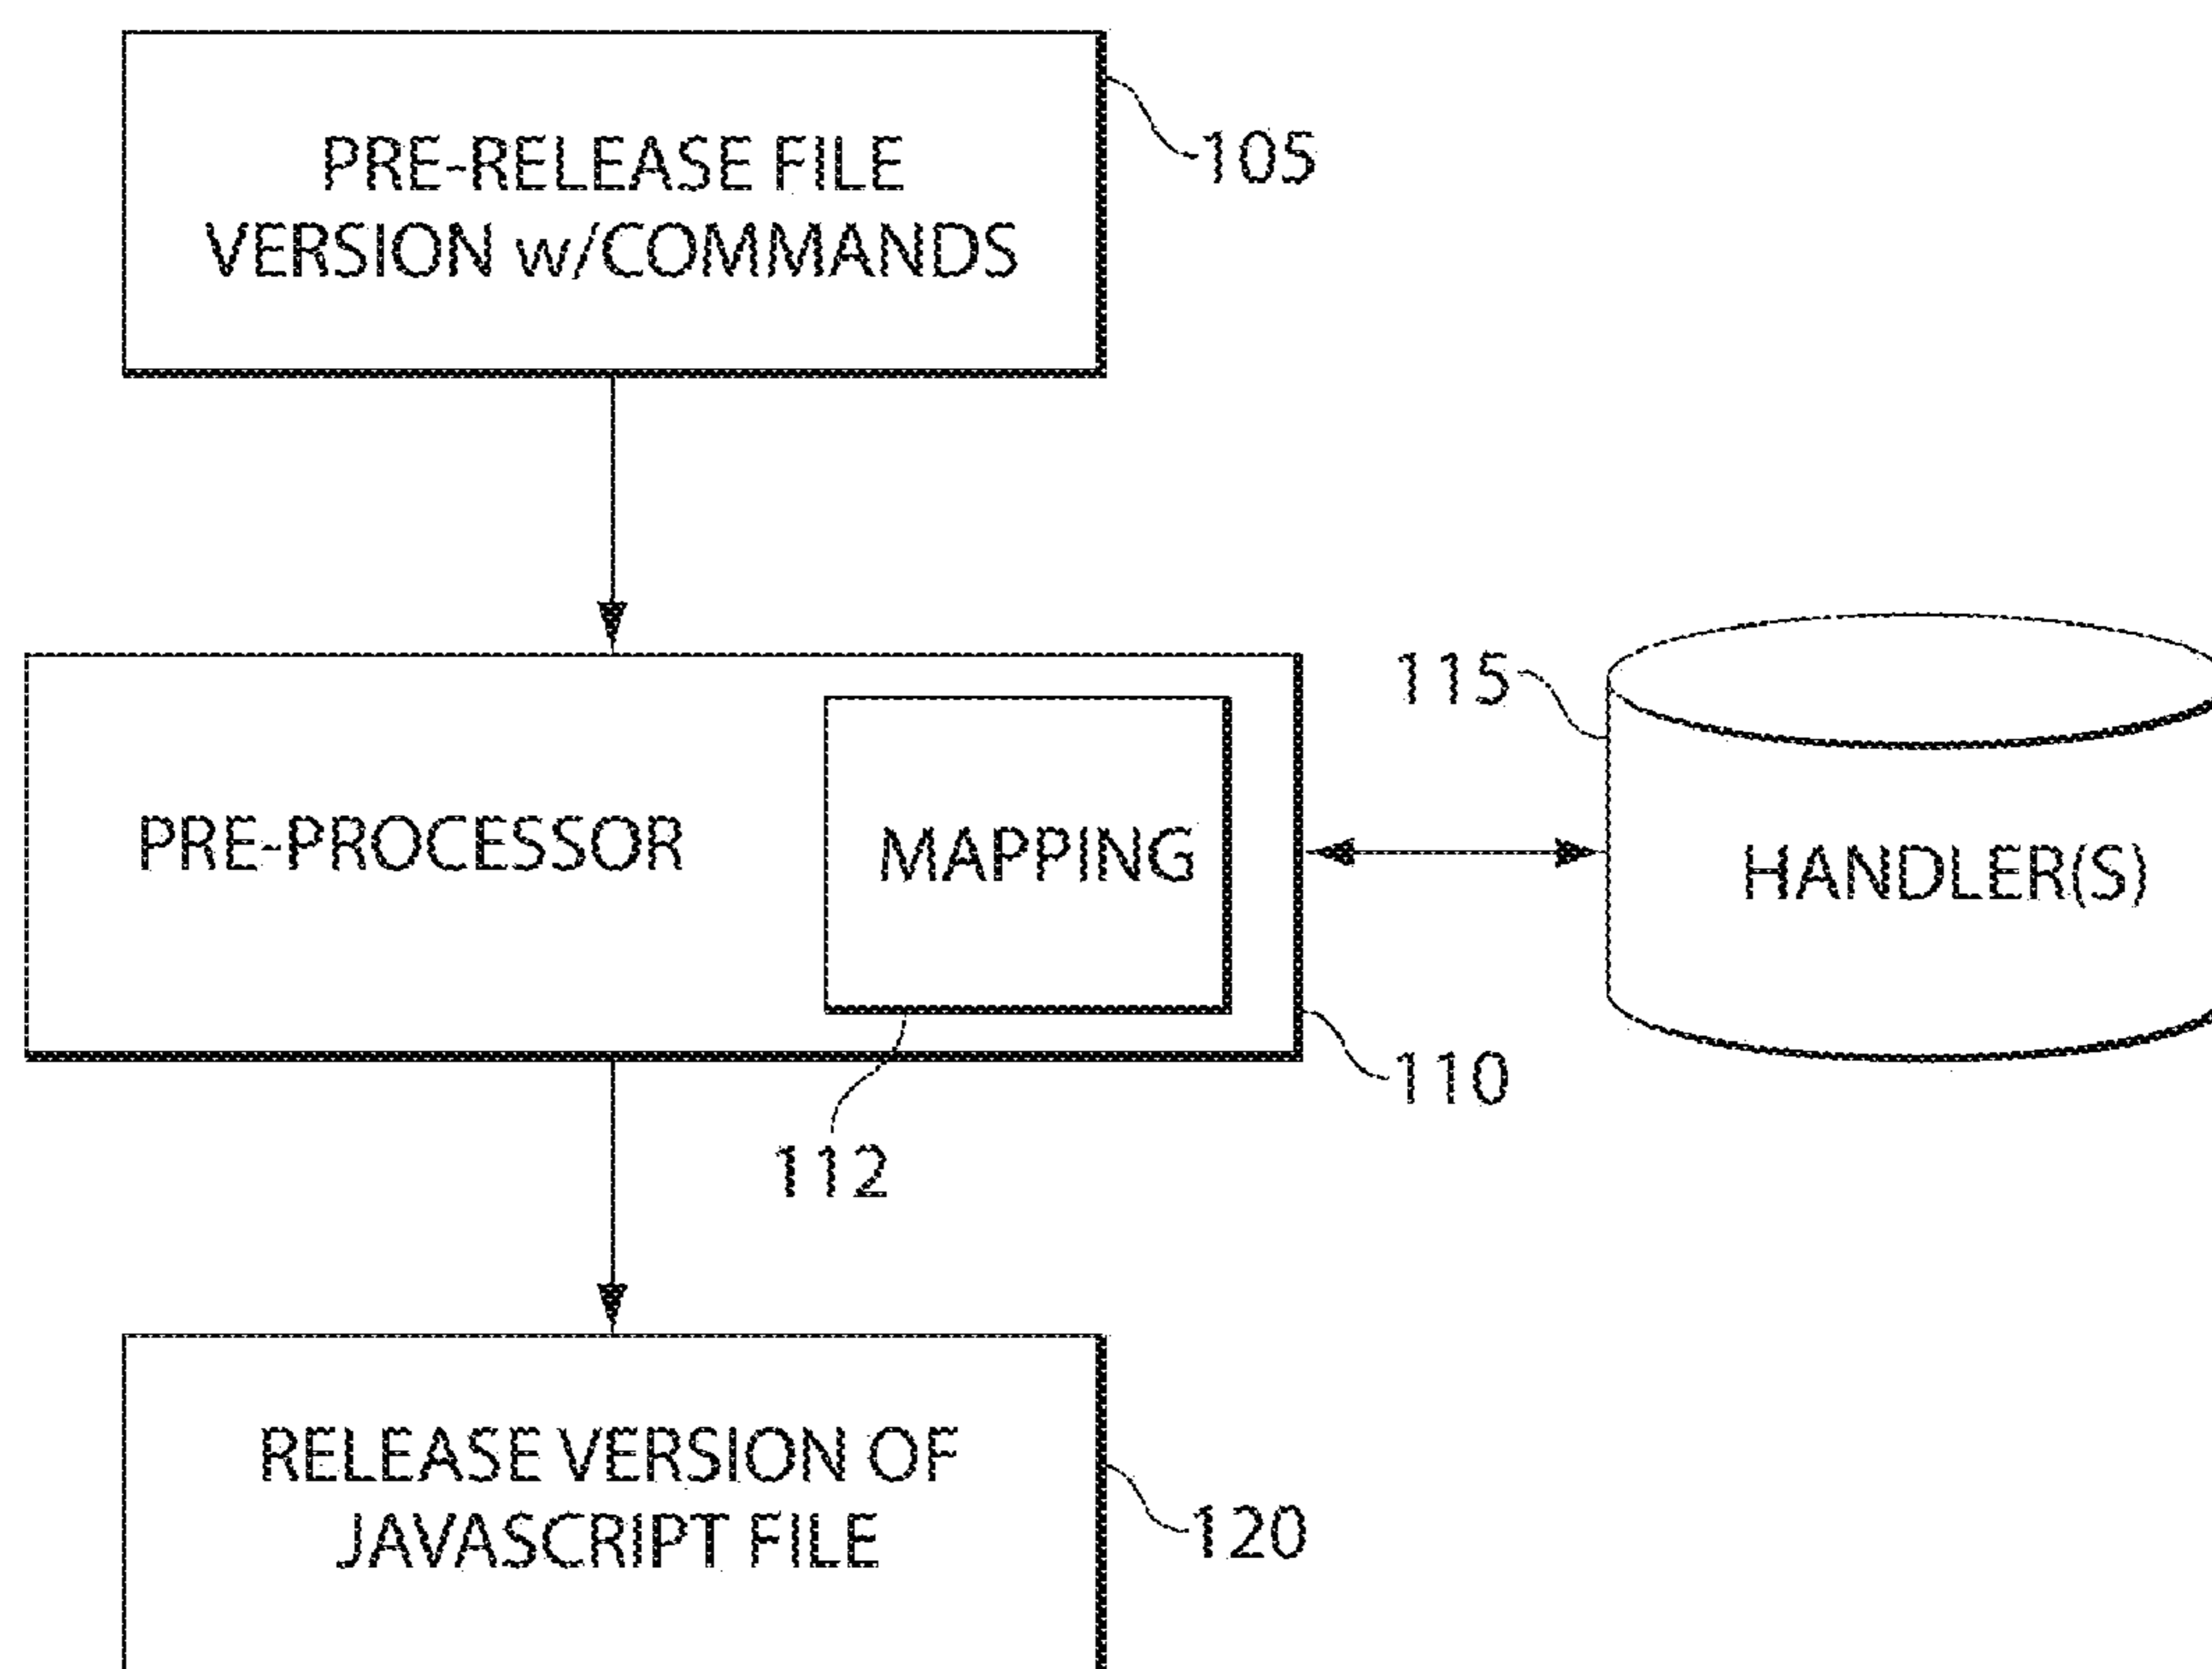 PRE-RELEASE FILE
VERSION w/COMMANDS
105
PRE-PROCESSOR
MAPPING
115
HANDLER(S)
110
112
RELEASE VERSION OF
JAVASCRIPT FILE
120